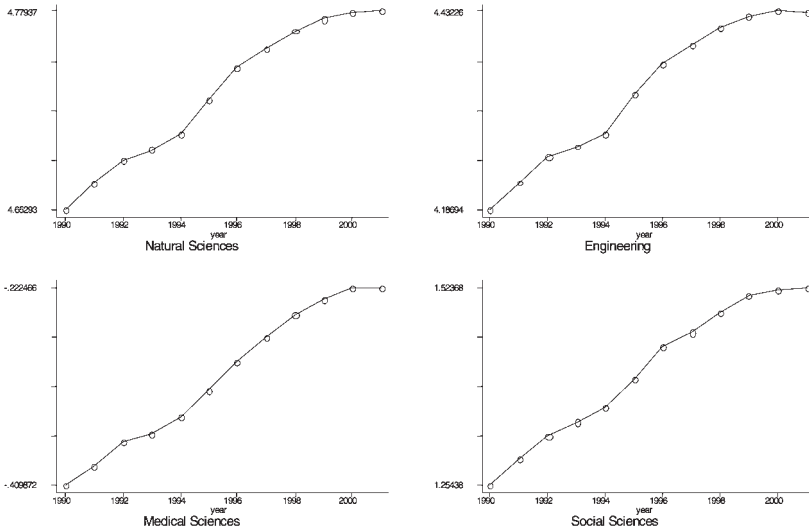 4.77937
4.65293
1990 1992 1994 1996 1998 2000
year
Natural Sciences
4.43226
4.18694
1990 1992 1994 1996 1998 2000
year
Engineering
-.222466
-.409872
1990 1992 1994 1996 1998 2000
year
Medical Sciences
1.52368
1.25438
1990 1992 1994 1996 1998 2000
year
Social Sciences